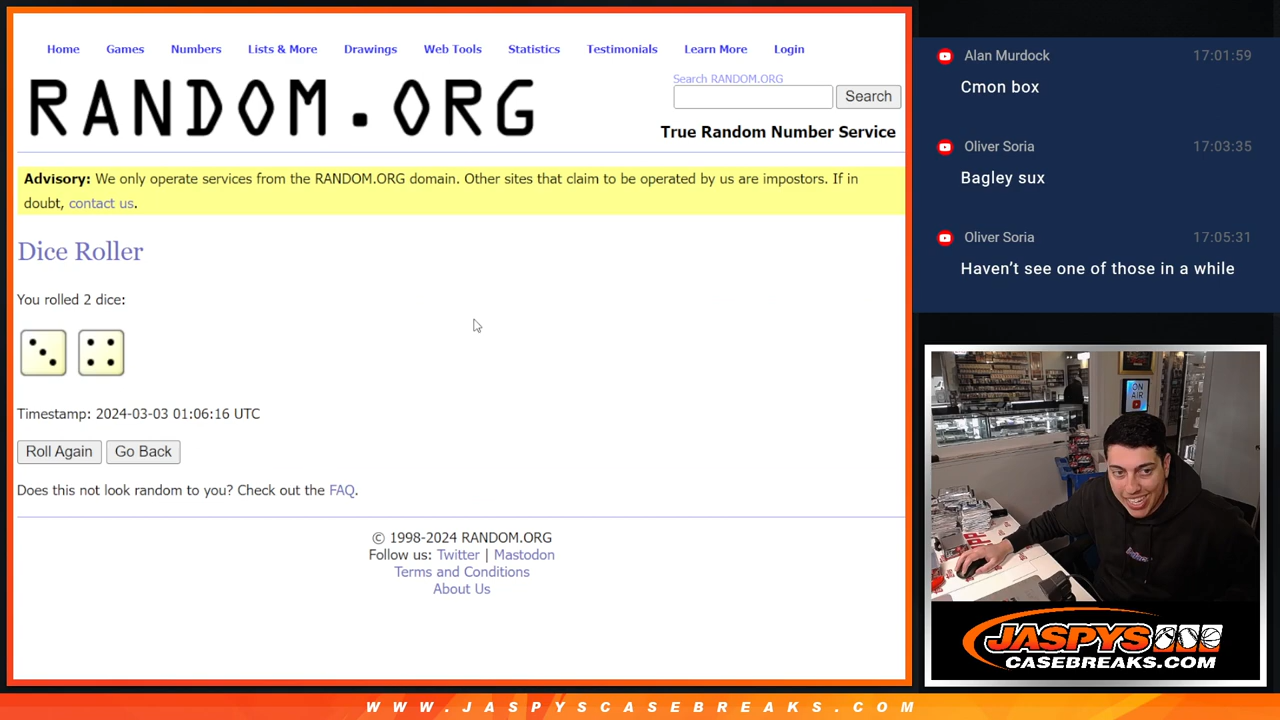 Home Games Numbers Lists & More Drawings Web Tools Statistics Testimonials Learn More Login
RANDOM.ORG
Search RANDOM.ORG
Search
True Random Number Service
Advisory: We only operate services from the RANDOM.ORG domain. Other sites that claim to be operated by us are impostors. If in
doubt, contact us.
Dice Roller
You rolled 2 dice:
Timestamp: 2024-03-03 01:06:16 UTC
Roll Again Go Back
Does this not look random to you? Check out the FAQ.
© 1998-2024 RANDOM.ORG
Follow us: Twitter | Mastodon
Terms and Conditions
About Us
Alan Murdock 17:01:59
Cmon box
Oliver Soria 17:03:35
Bagley sux
Oliver Soria 17:05:31
Haven't see one of those in a while
ON
AIR
JASPYS
CASEBREAKS.COM
WWW.JASPYSCASEBREAKS.COM